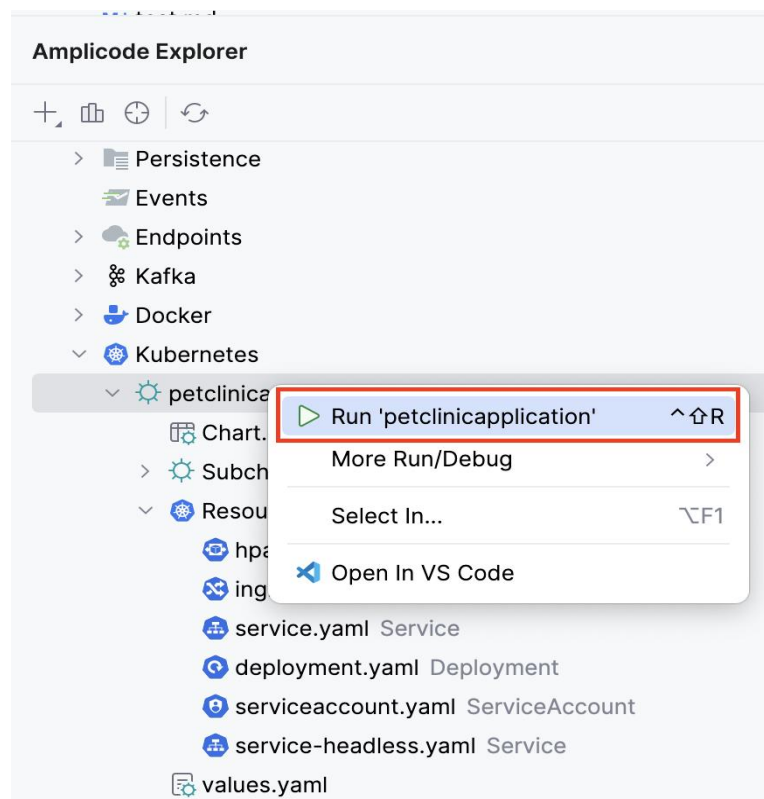 Amplicode Explorer
Persistence
Events
Endpoints
Kafka
Docker
Kubernetes
petclinica
Run 'petclinicapplication' ^⇧R
Chart.
More Run/Debug
Subch
Select In... ⌥F1
Resou
hpa
Open In VS Code
ing
service.yaml Service
deployment.yaml Deployment
serviceaccount.yaml ServiceAccount
service-headless.yaml Service
values.yaml